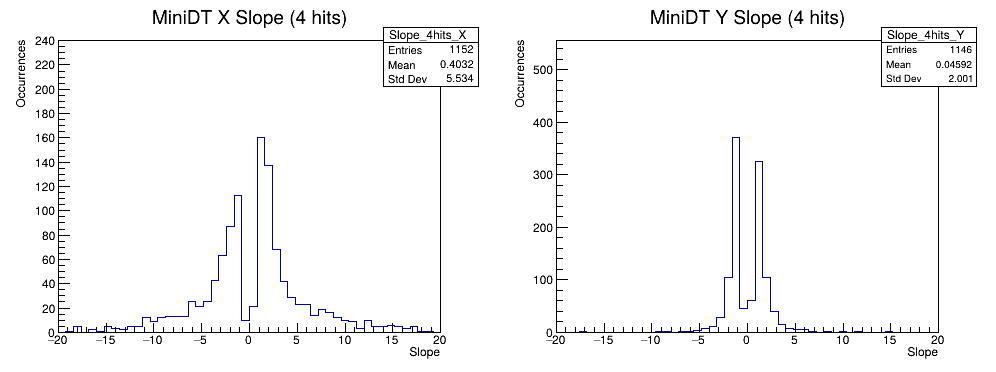 MiniDT X Slope (4 hits)
Occurrences
240
220
200
180
160
140
120
100
80
60
40
20
0
−20
−15
−10
−5
0
5
10
15
20
Slope
Slope_4hits_X
Entries 1152
Mean 0.4032
Std Dev 5.534
MiniDT Y Slope (4 hits)
Occurrences
500
400
300
200
100
0
−20
−15
−10
−5
0
5
10
15
20
Slope
Slope_4hits_Y
Entries 1146
Mean 0.04592
Std Dev 2.001